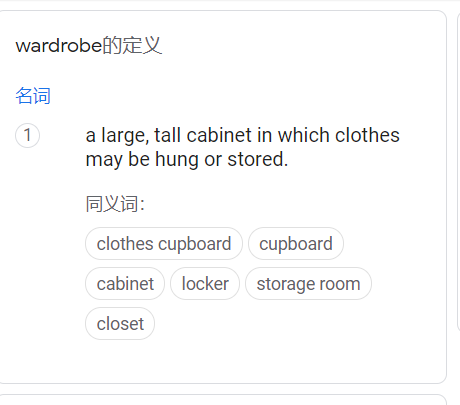 wardrobe的定义
名词
1
a large, tall cabinet in which clothes
may be hung or stored.
同义词：
clothes cupboard cupboard
cabinet locker storage room
closet